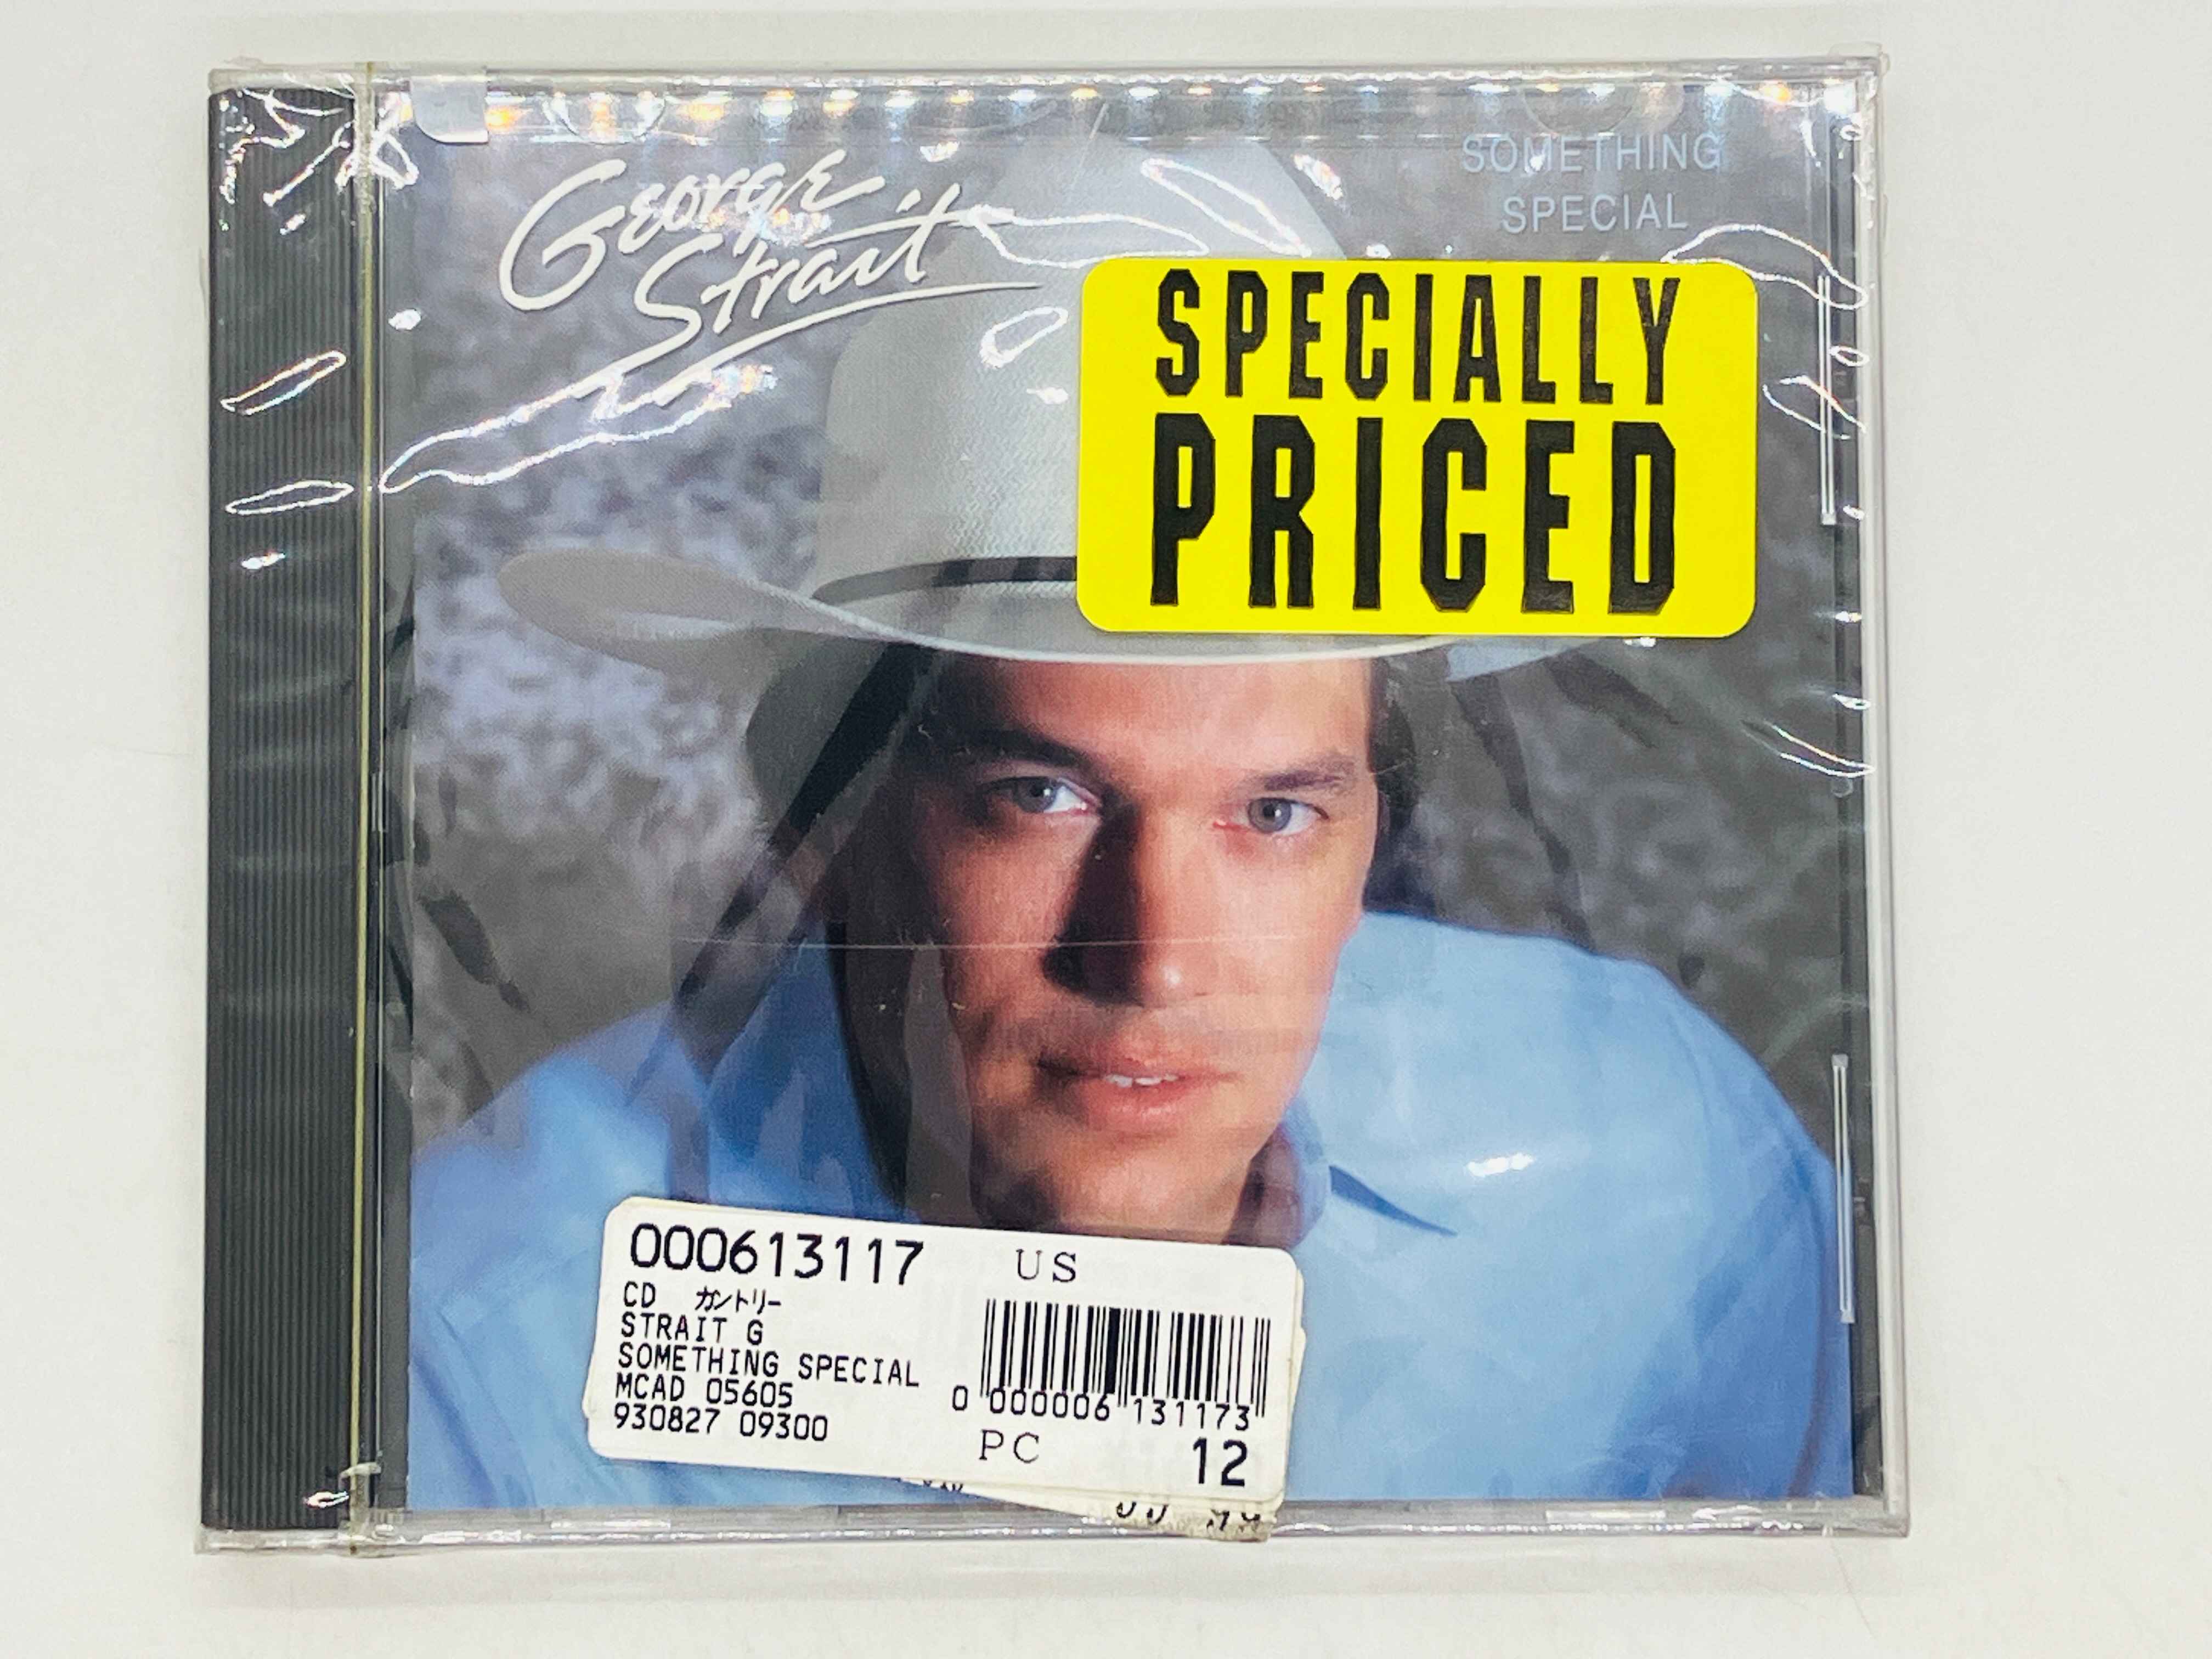 George
Strait
SOMETHING
SPECIAL
SPECIALLY
PRICED
000613117 US
CD カントリー
STRAIT G
SOMETHING SPECIAL
MCAD 05605
930827 09300
0 000006 131173
PC 12